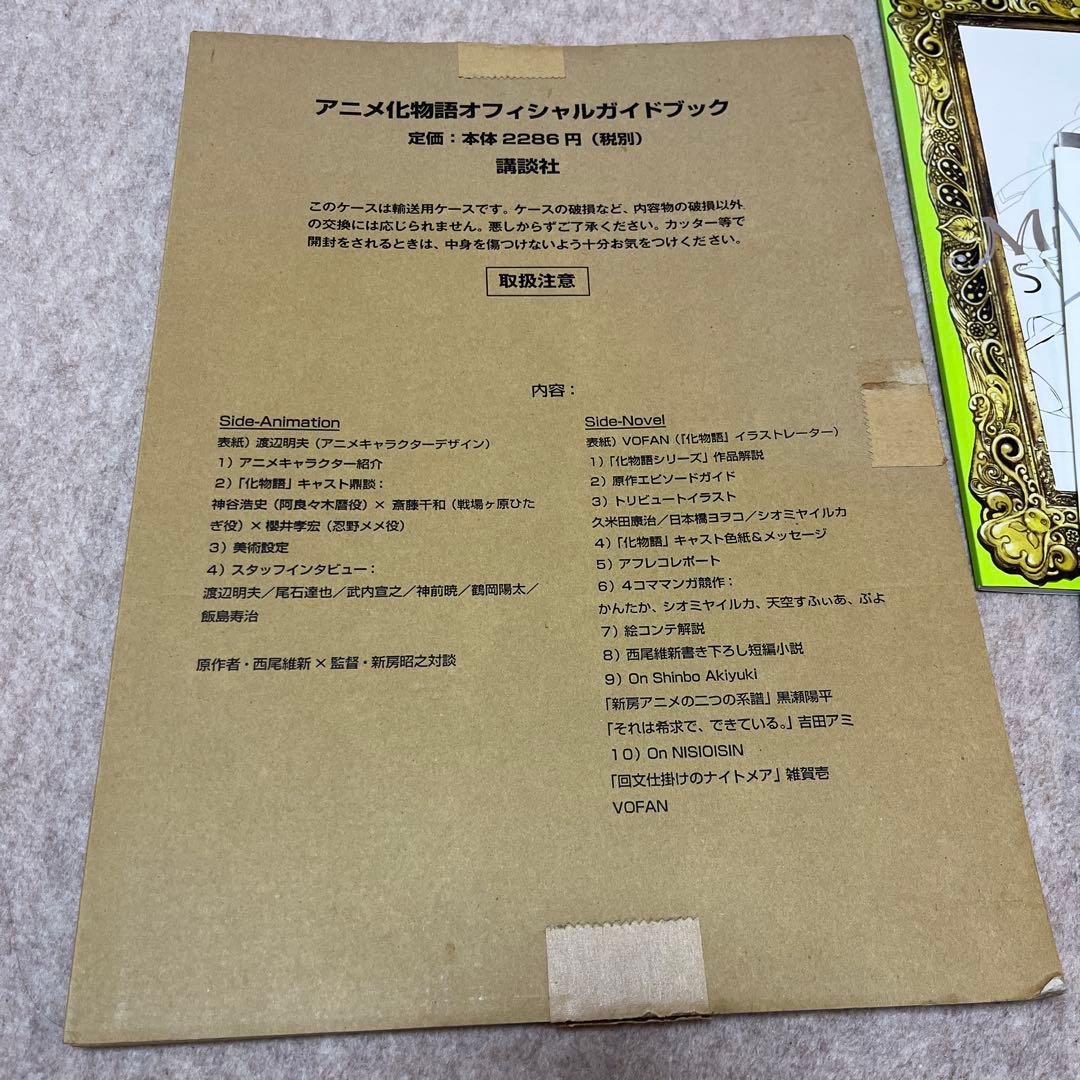 アニメ化物語オフィシャルガイドブック
定価：本体2286円（税別）
講談社
このケースは輸送用ケースです。ケースの破損など、内容物の破損以外
の交換には応じられません。悪しからずご了承ください。カッター等で
開封をされるときは、中身を傷つけないよう十分お気をつけください。
取扱注意
内容：
Side-Animation
表紙）渡辺明夫（アニメキャラクターデザイン）
1）アニメキャラクター紹介
2）「化物語」キャスト鼎談：
神谷浩史（阿良々木暦役）×斎藤千和（戦場ヶ原ひた
ぎ役）×櫻井孝宏（忍野メメ役）
3）美術設定
4）スタッフインタビュー：
渡辺明夫／尾石達也／武内宣之／神前暁／鶴岡陽太／
飯島寿治
原作者・西尾維新×監督・新房昭之対談
Side-Novel
表紙）VOFAN（『化物語』イラストレーター）
1）「化物語シリーズ」作品解説
2）原作エピソードガイド
3）トリビュートイラスト
久米田康治／日本橋ヨヲコ／シオミヤイルカ
4）「化物語」キャスト色紙＆メッセージ
5）アフレコレポート
6）4コママンガ競作：
かんたか、シオミヤイルカ、天空すふぃあ、ぷよ
7）絵コンテ解説
8）西尾維新書き下ろし短編小説
9）On Shinbo Akiyuki
「新房アニメの二つの系譜」黒瀬陽平
「それは希求で、できている。」吉田アミ
10）On NISIOISIN
「回文仕掛けのナイトメア」雑賀壱
VOFAN
M
S